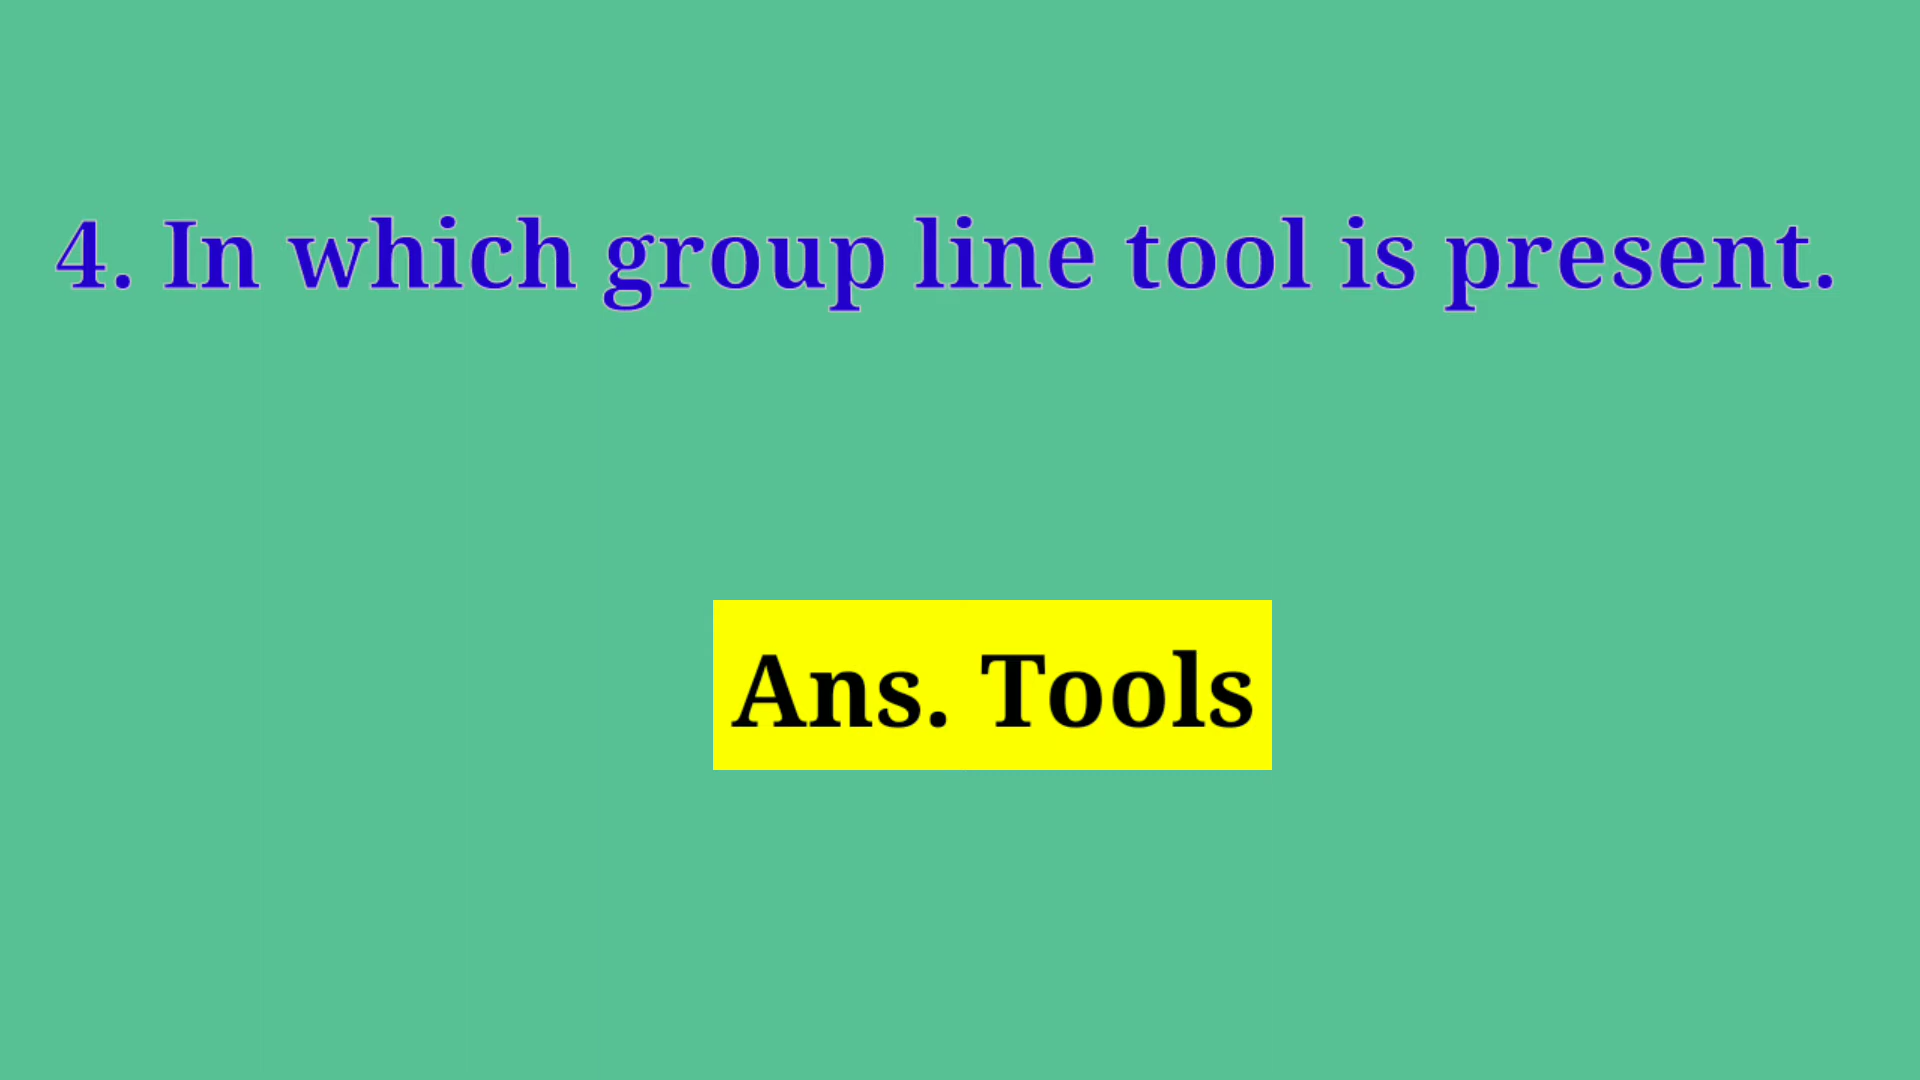 4. In which group line tool is present.
Ans. Tools